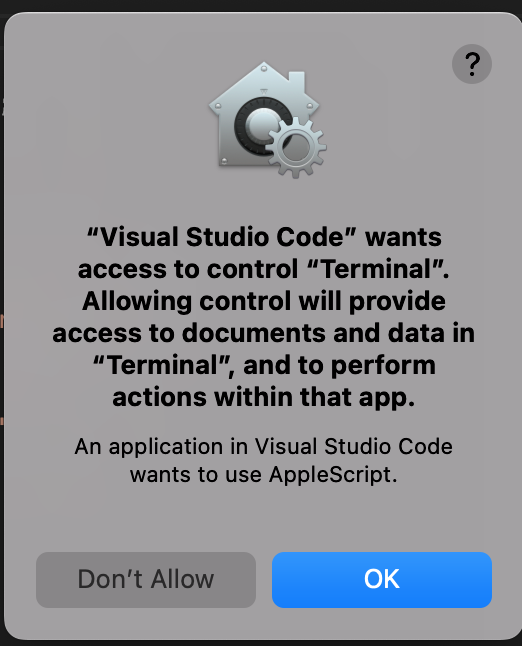 ?
“Visual Studio Code” wants
access to control “Terminal”.
Allowing control will provide
access to documents and data in
“Terminal”, and to perform
actions within that app.
An application in Visual Studio Code
wants to use AppleScript.
Don’t Allow
OK